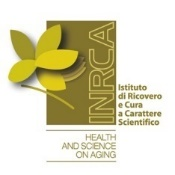 INRCA
Istituto
di Ricovero
e Cura
a Carattere
Scientifico
HEALTH
AND SCIENCE
ON AGING